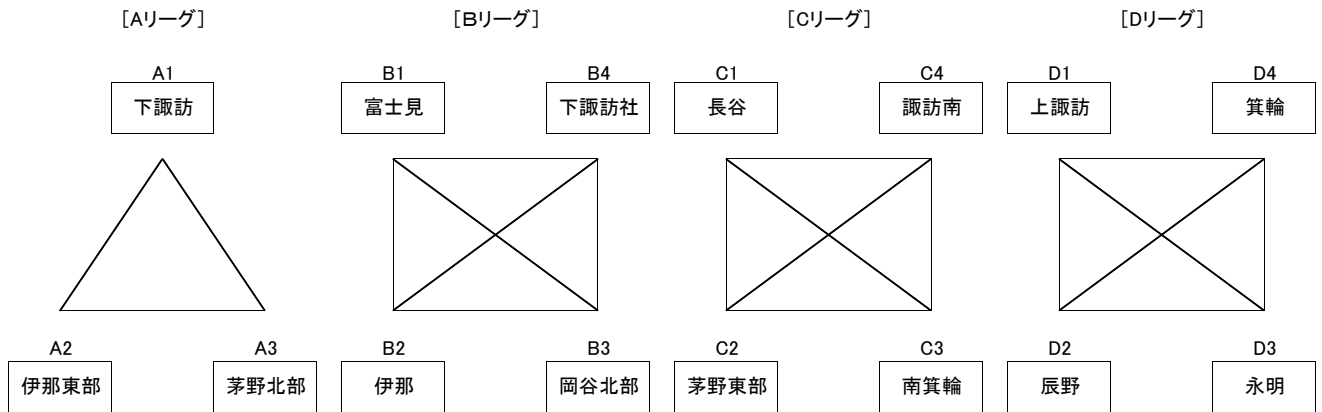 [Aリーグ] [Bリーグ] [Cリーグ] [Dリーグ]
A1 B1 B4 C1 C4 D1 D4
下諏訪 富士見 下諏訪社 長谷 諏訪南 上諏訪 箕輪
A2 A3 B2 B3 C2 C3 D2 D3
伊那東部 茅野北部 伊那 岡谷北部 茅野東部 南箕輪 辰野 永明